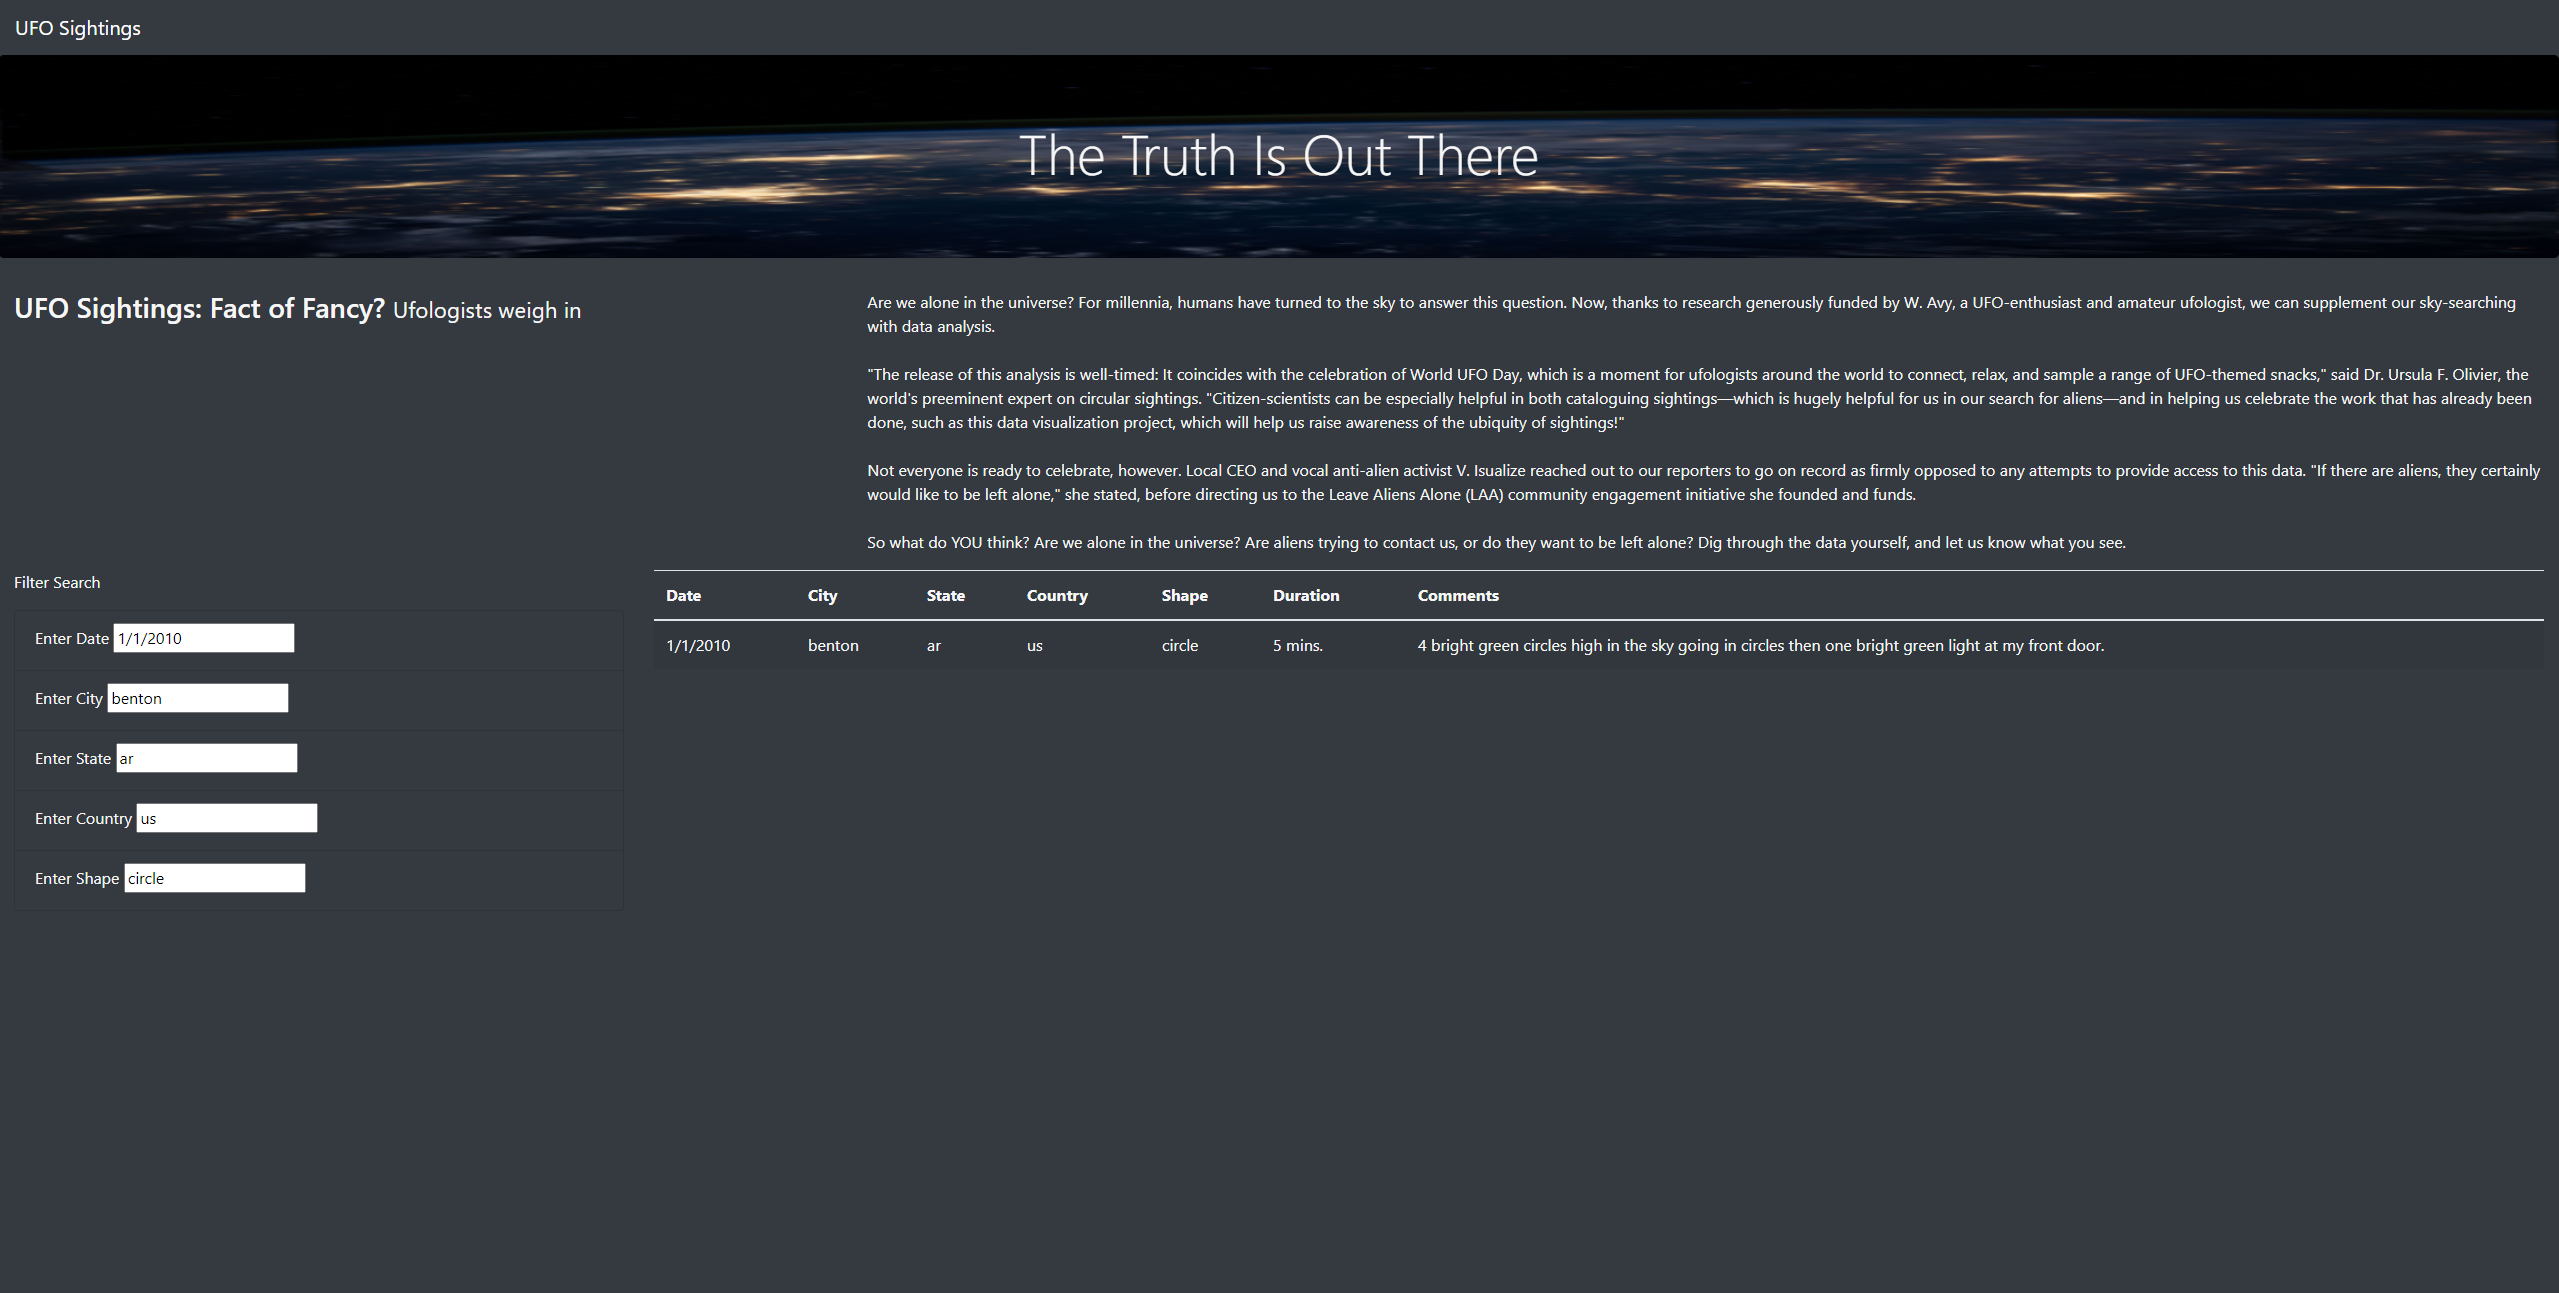 UFO Sightings
The Truth Is Out There
UFO Sightings: Fact of Fancy? Ufologists weigh in
Are we alone in the universe? For millennia, humans have turned to the sky to answer this question. Now, thanks to research generously funded by W. Avy, a UFO-enthusiast and amateur ufologist, we can supplement our sky-searching
with data analysis.
"The release of this analysis is well-timed: It coincides with the celebration of World UFO Day, which is a moment for ufologists around the world to connect, relax, and sample a range of UFO-themed snacks," said Dr. Ursula F. Olivier, the
world's preeminent expert on circular sightings. "Citizen-scientists can be especially helpful in both cataloguing sightings—which is hugely helpful for us in our search for aliens—and in helping us celebrate the work that has already been
done, such as this data visualization project, which will help us raise awareness of the ubiquity of sightings!"
Not everyone is ready to celebrate, however. Local CEO and vocal anti-alien activist V. Isualize reached out to our reporters to go on record as firmly opposed to any attempts to provide access to this data. "If there are aliens, they certainly
would like to be left alone," she stated, before directing us to the Leave Aliens Alone (LAA) community engagement initiative she founded and funds.
So what do YOU think? Are we alone in the universe? Are aliens trying to contact us, or do they want to be left alone? Dig through the data yourself, and let us know what you see.
Filter Search
Enter Date 1/1/2010
Enter City benton
Enter State ar
Enter Country us
Enter Shape circle
Date City State Country Shape Duration Comments
1/1/2010 benton ar us circle 5 mins. 4 bright green circles high in the sky going in circles then one bright green light at my front door.